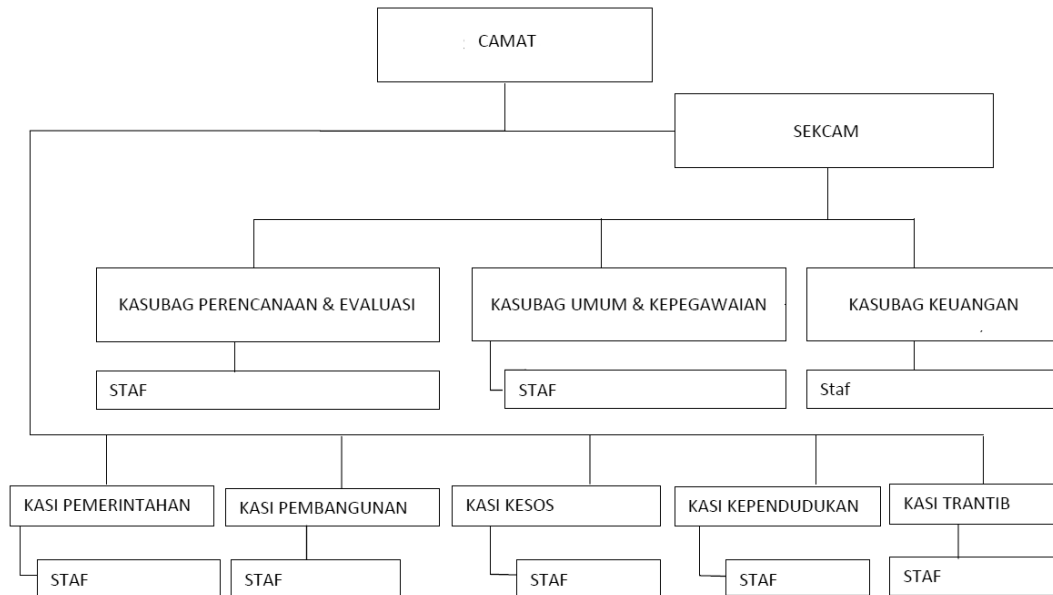 CAMAT
SEKCAM
KASUBAG PERENCANAAN & EVALUASI
KASUBAG UMUM & KEPEGAWAIAN
KASUBAG KEUANGAN
STAF
STAF
Staf
KASI PEMERINTAHAN
KASI PEMBANGUNAN
KASI KESOS
KASI KEPENDUDUKAN
KASI TRANTIB
STAF
STAF
STAF
STAF
STAF